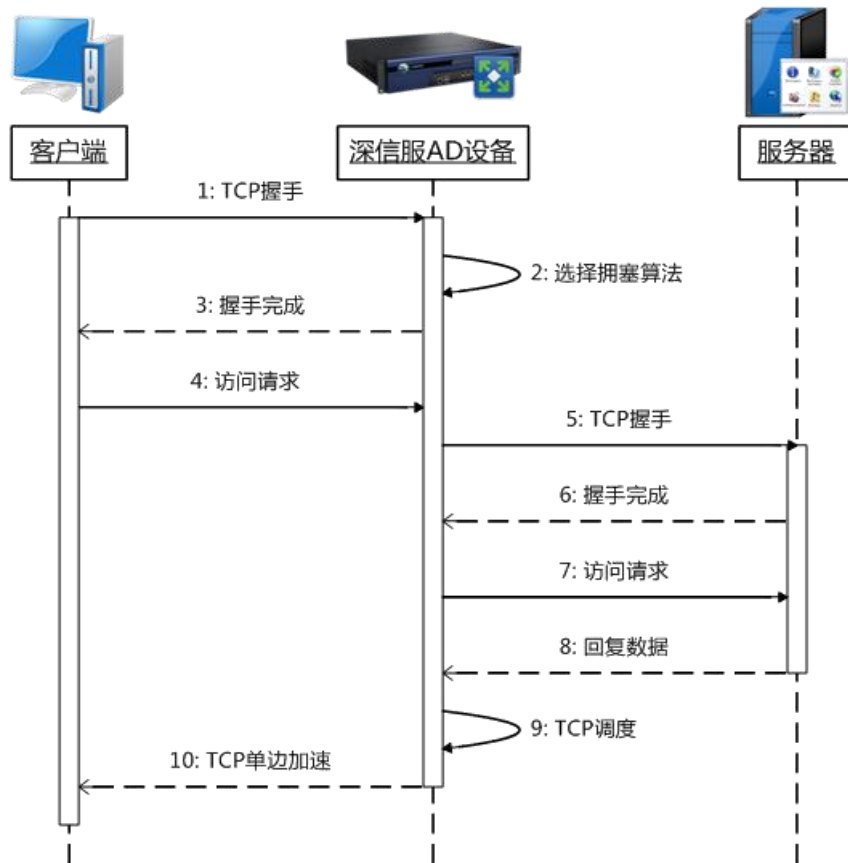 客户端
深信服AD设备
服务器
1: TCP握手
2: 选择拥塞算法
3: 握手完成
4: 访问请求
5: TCP握手
6: 握手完成
7: 访问请求
8: 回复数据
9: TCP调度
10: TCP单边加速